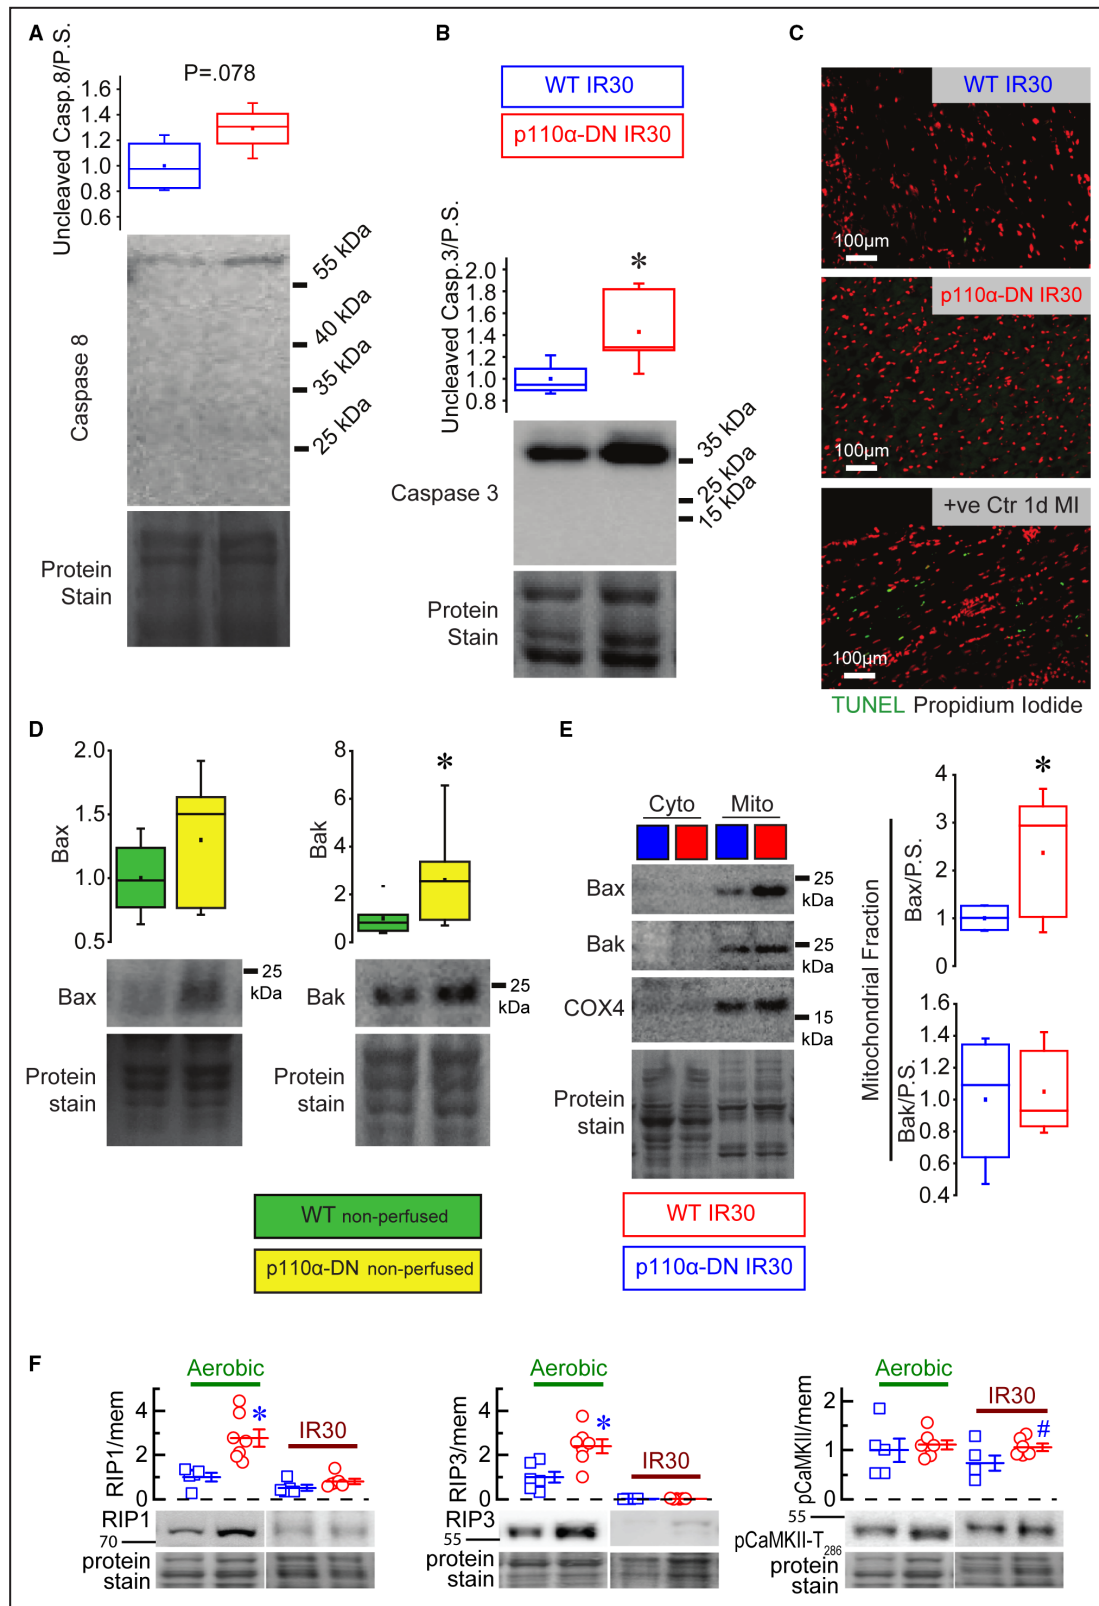 A
Uncleaved Casp.8/P.S.
P=.078
1.6
1.4
1.2
1.0
0.8
0.6
Caspase 8
55 kDa
40 kDa
35 kDa
25 kDa
Protein
Stain
B
WT IR30
p110α-DN IR30
Uncleaved Casp.3/P.S.
*
2.0
1.8
1.6
1.4
1.2
1.0
0.8
Caspase 3
35 kDa
25 kDa
15 kDa
Protein
Stain
C
WT IR30
100μm
p110α-DN IR30
100μm
+ve Ctr 1d MI
100μm
TUNEL Propidium Iodide
D
Bax
2.0
1.5
1.0
0.5
Bax
25
kDa
Protein
stain
Bak
8
6
4
2
0
*
Bak
25
kDa
Protein
stain
WT non-perfused
p110α-DN non-perfused
E
Cyto
Mito
Bax
25
kDa
Bak
25
kDa
COX4
15
kDa
Protein
stain
Mitochondrial Fraction
Bax/P.S.
4
3
2
1
0
*
Bak/P.S.
1.6
1.4
1.2
1.0
0.8
0.6
0.4
WT IR30
p110α-DN IR30
F
Aerobic
RIP1/mem
4
2
0
*
IR30
RIP1
70
protein
stain
Aerobic
RIP3/mem
4
2
0
*
IR30
RIP3
55
protein
stain
Aerobic
pCaMKII/mem
2
1
0
IR30
#
55
pCaMKII-T286
protein
stain